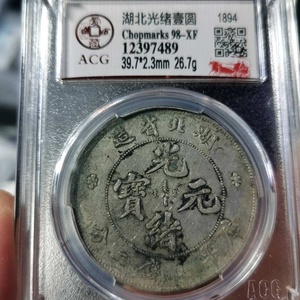 湖北光绪壹圆 1894
Chopmarks 98-XF
12397489
ACG 39.7*2.3mm 26.7g
造省北湖
光
寶 元
緒
ACG